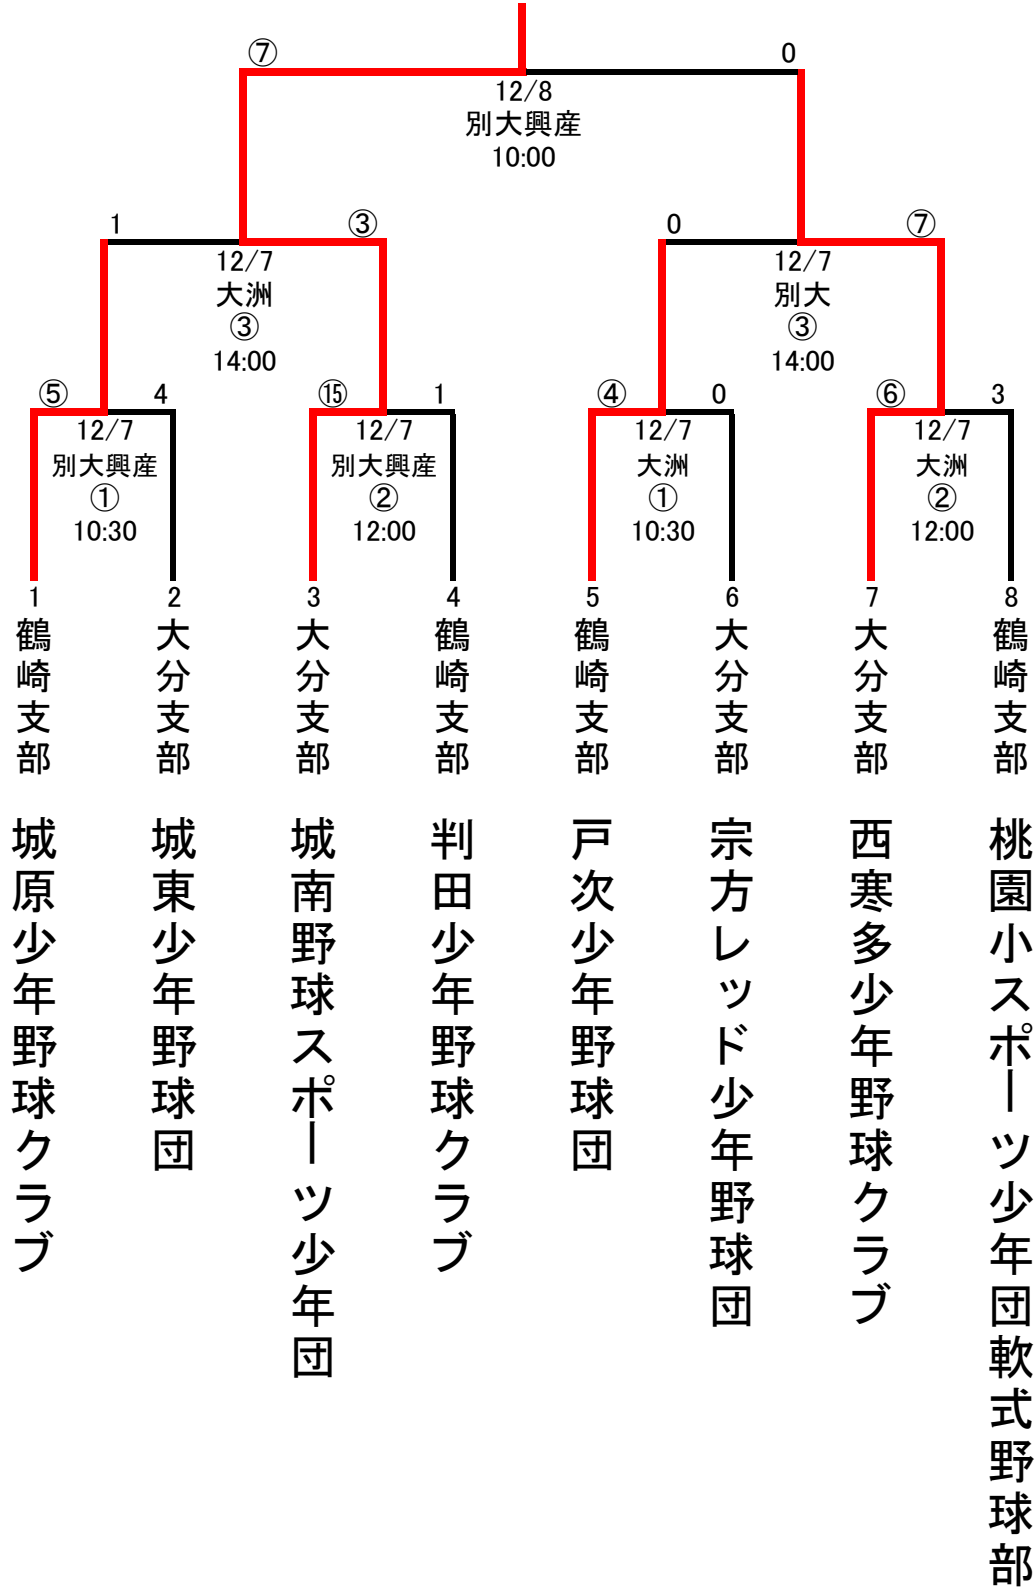 ⑦ 0
12/8
別大興産
10:00
1 ③
12/7
大洲
③
14:00
0 ⑦
12/7
別大
③
14:00
⑤ 4
12/7
別大興産
①
10:30
⑮ 1
12/7
別大興産
②
12:00
④ 0
12/7
大洲
①
10:30
⑥ 3
12/7
大洲
②
12:00
1
鶴崎支部
城原少年野球クラブ
2
大分支部
城東少年野球団
3
大分支部
城南野球スポーツ少年団
4
鶴崎支部
判田少年野球クラブ
5
鶴崎支部
戸次少年野球団
6
大分支部
宗方レッド少年野球団
7
大分支部
西寒多少年野球クラブ
8
鶴崎支部
桃園小スポーツ少年団軟式野球部